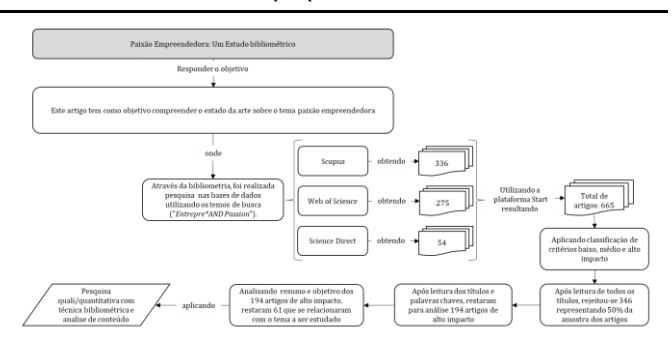 Paixão Empreendedora: Um Estudo bibliométrico
Responder o objetivo
Este artigo tem como objetivo compreender o estado da arte sobre o tema paixão empreendedora
onde
Através da bibliometria, foi realizada
pesquisa nas bases de dados
utilizando os temos de busca
("Entrepre*AND Passion").
Scopus
obtendo
336
Web of Science
obtendo
275
Science Direct
obtendo
54
Utilizando a
plataforma Start
resultando
Total de
artigos: 665
Aplicando classificação de
critérios baixo, médio e alto
impacto
Após leitura de todos os
títulos, rejeitou-se 346
representando 50% da
amostra dos artigos
Após leitura dos títulos e
palavras chaves, restaram
para análise 194 artigos de
alto impacto
Analisando resumo e objetivo dos
194 artigos de alto impacto,
restaram 61 que se relacionaram
com o tema a ser estudado
aplicando
Pesquisa
quali/quantitativa com
técnica bibliométrica e
analise de conteúdo